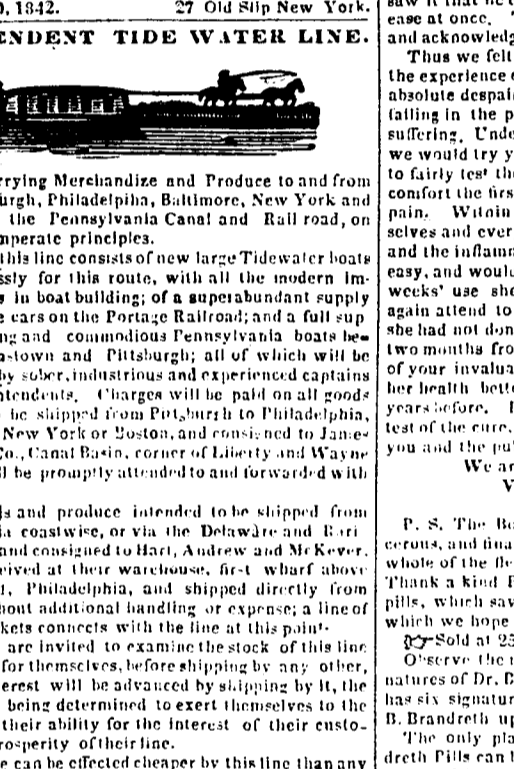 0. 1842. 27 Old Slip New York.
ENDENT TIDE WATER LINE.
rrying Merchandize and Produce to and from
urgh, Philadelpiha, Baltimore, New York and
the Pennsylvania Canal and Rail road, on
mperate principles.
this line consists of new large Tidewater boats
ssly for this route, with all the modern im-
s in boat building; of a superabundant supply
e cars on the Portage Railroad; and a full sup
ng and commodious Pennsylvania boats be-
nstown and Pittsburgh; all of which will be
by sober, industrious and experienced captains
ntendents. Charges will be paid on all goods
be shipped from Pittsburgh to Philadelphia,
New York or Boston, and consigned to James
Co., Canal Basin, corner of Liberty and Wayne
ll be promptly attended to and forwarded with
ds and produce intended to be shipped from
ia coastwise, or via the Delaware and Rari
and consigned to Hart, Andrew and McKever,
eived at their warehouse, first wharf above
t, Philadelphia, and shipped directly from
hout additional handling or expense; a line of
kets connects with the line at this point.
are invited to examine the stock of this line
for themselves, before shipping by any other,
erest will be advanced by shipping by it, the
being determined to exert themselves to the
their ability for the interest of their custo-
rosperity of their line.
e can be effected cheaper by this line than any
saw it that he felt
ease at once.
and acknowledg
Thus we felt
the experience
absolute despai
falling in the p
suffering. Unde
we would try y
to fairly test the
comfort the firs
pain. Within
selves and ever
and the inflamm
easy, and would
weeks' use she
again attend to
she had not don
two months fro
of your invalua
her health bette
years before.
test of the cure,
you and the pu
We ar
V
P. S. The Bo
cerous, and fina
whole of the fle
Thank a kind P
pills, which sav
which we hope
☞Sold at 25
Observe the
natures of Dr. B
has six signatur
B. Brandreth up
The only pla
dreth Pills can b